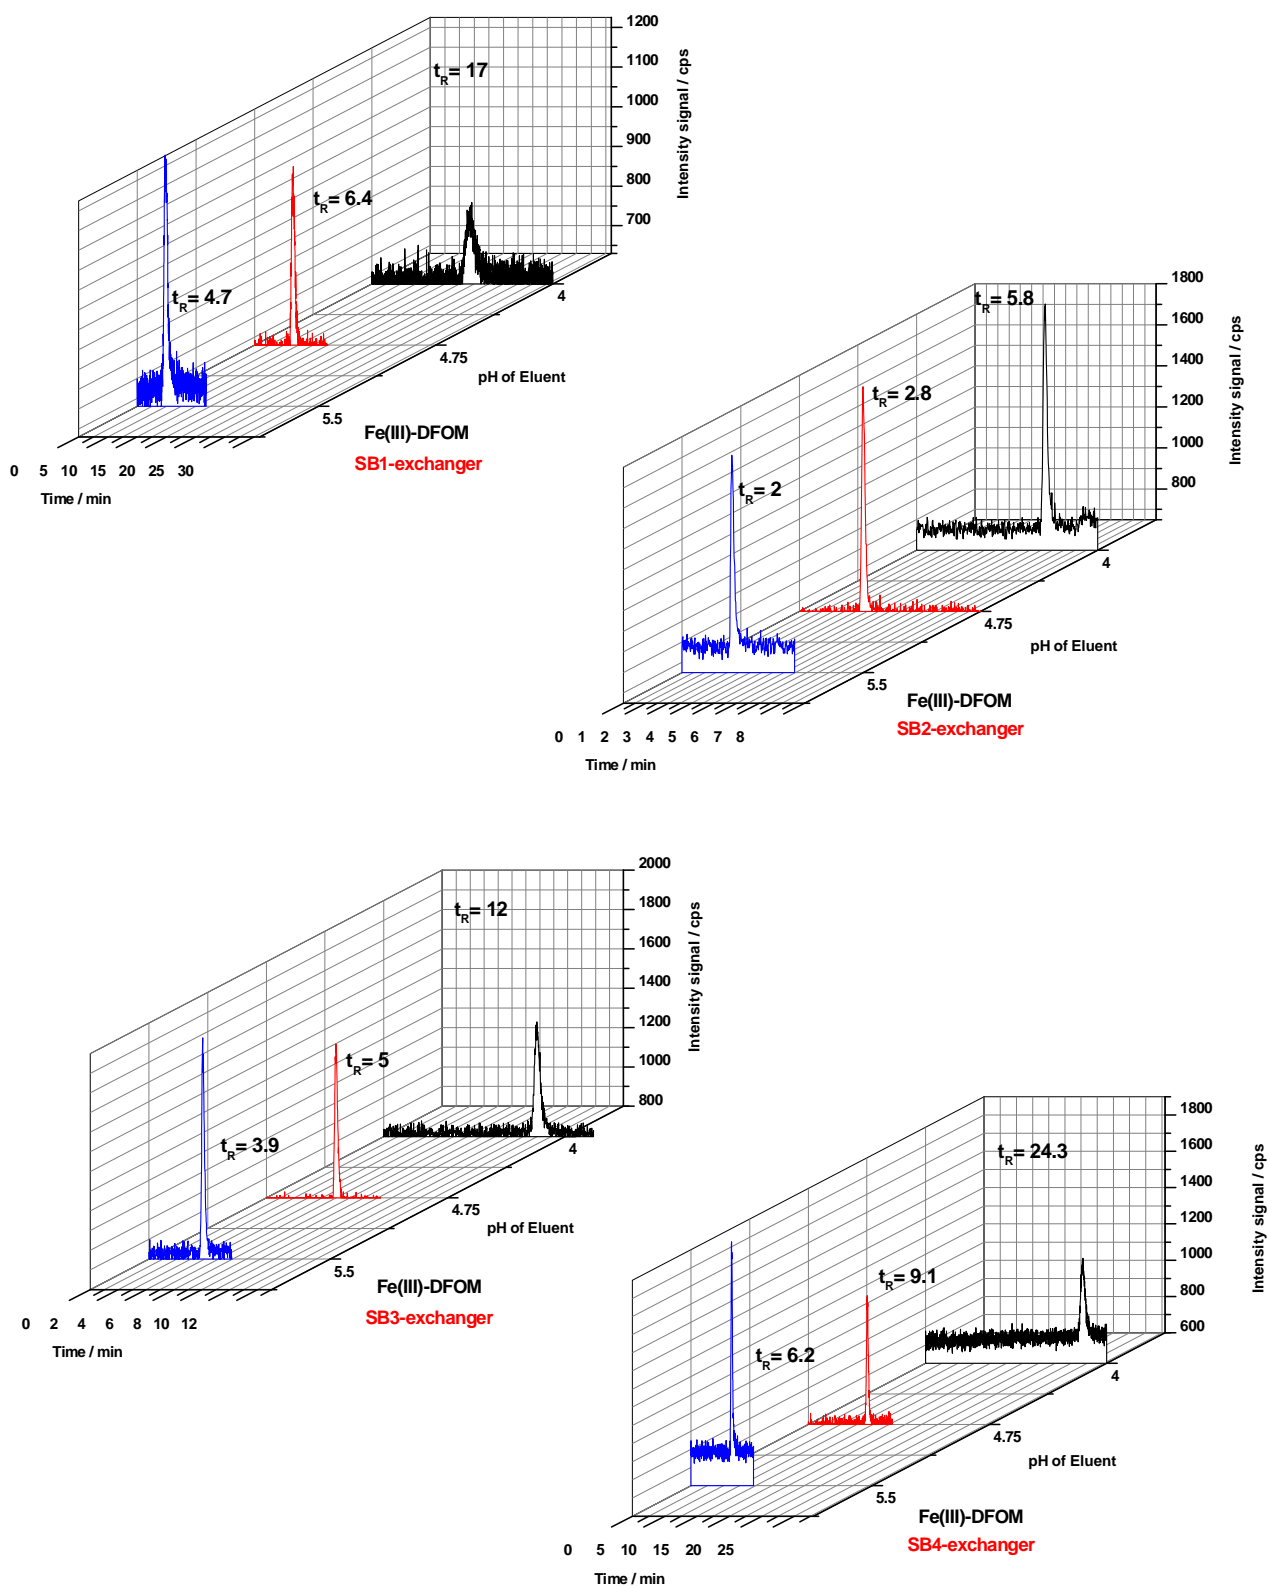 1200
1100
1000
900
800
700
Intensity signal / cps
tR= 17
tR= 6.4
tR= 4.7
4
4.75
5.5
pH of Eluent
Fe(III)-DFOM
SB1-exchanger
0 5 10 15 20 25 30
Time / min
1800
1600
1400
1200
1000
800
Intensity signal / cps
tR= 5.8
tR= 2.8
tR= 2
4
4.75
5.5
pH of Eluent
Fe(III)-DFOM
SB2-exchanger
0 1 2 3 4 5 6 7 8
Time / min
2000
1800
1600
1400
1200
1000
800
Intensity signal / cps
tR= 12
tR= 5
tR= 3.9
4
4.75
5.5
pH of Eluent
Fe(III)-DFOM
SB3-exchanger
0 2 4 6 8 10 12
Time / min
1800
1600
1400
1200
1000
800
600
Intensity signal / cps
tR= 24.3
tR= 9.1
tR= 6.2
4
4.75
5.5
pH of Eluent
Fe(III)-DFOM
SB4-exchanger
0 5 10 15 20 25
Time / min